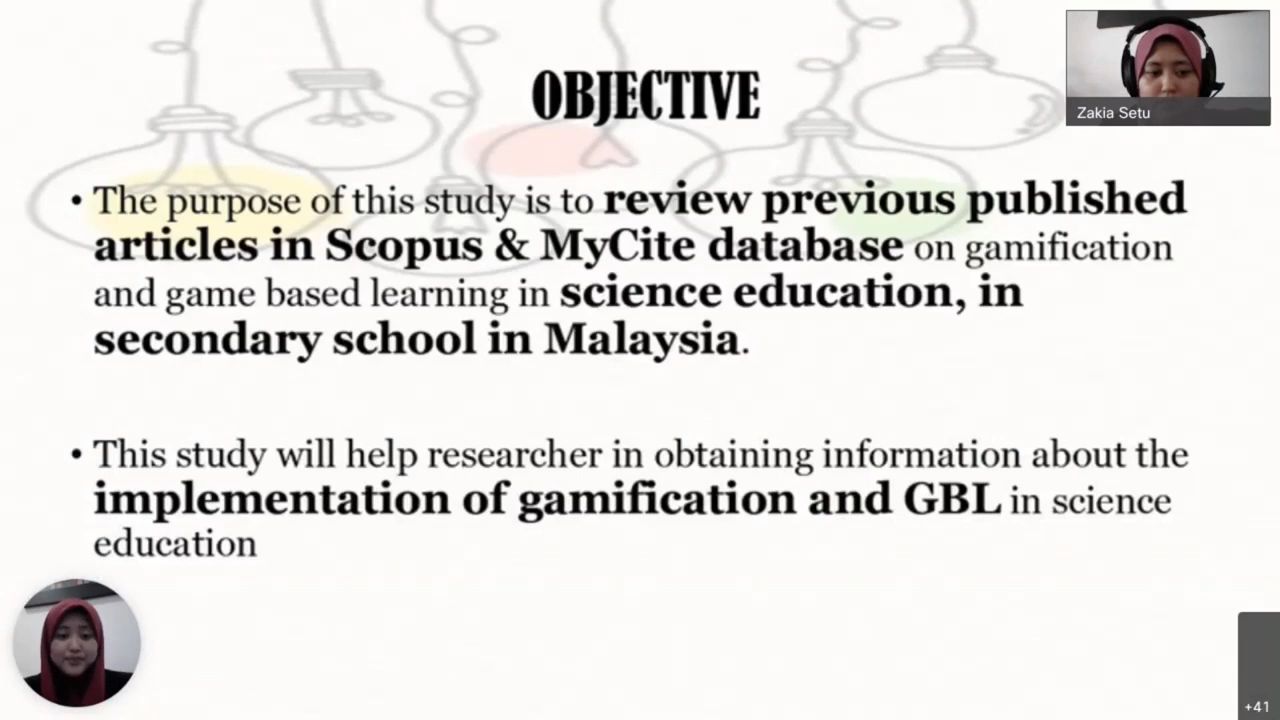 OBJECTIVE
Zakia Setu
• The purpose of this study is to review previous published
articles in Scopus & MyCite database on gamification
and game based learning in science education, in
secondary school in Malaysia.
• This study will help researcher in obtaining information about the
implementation of gamification and GBL in science
education
+41